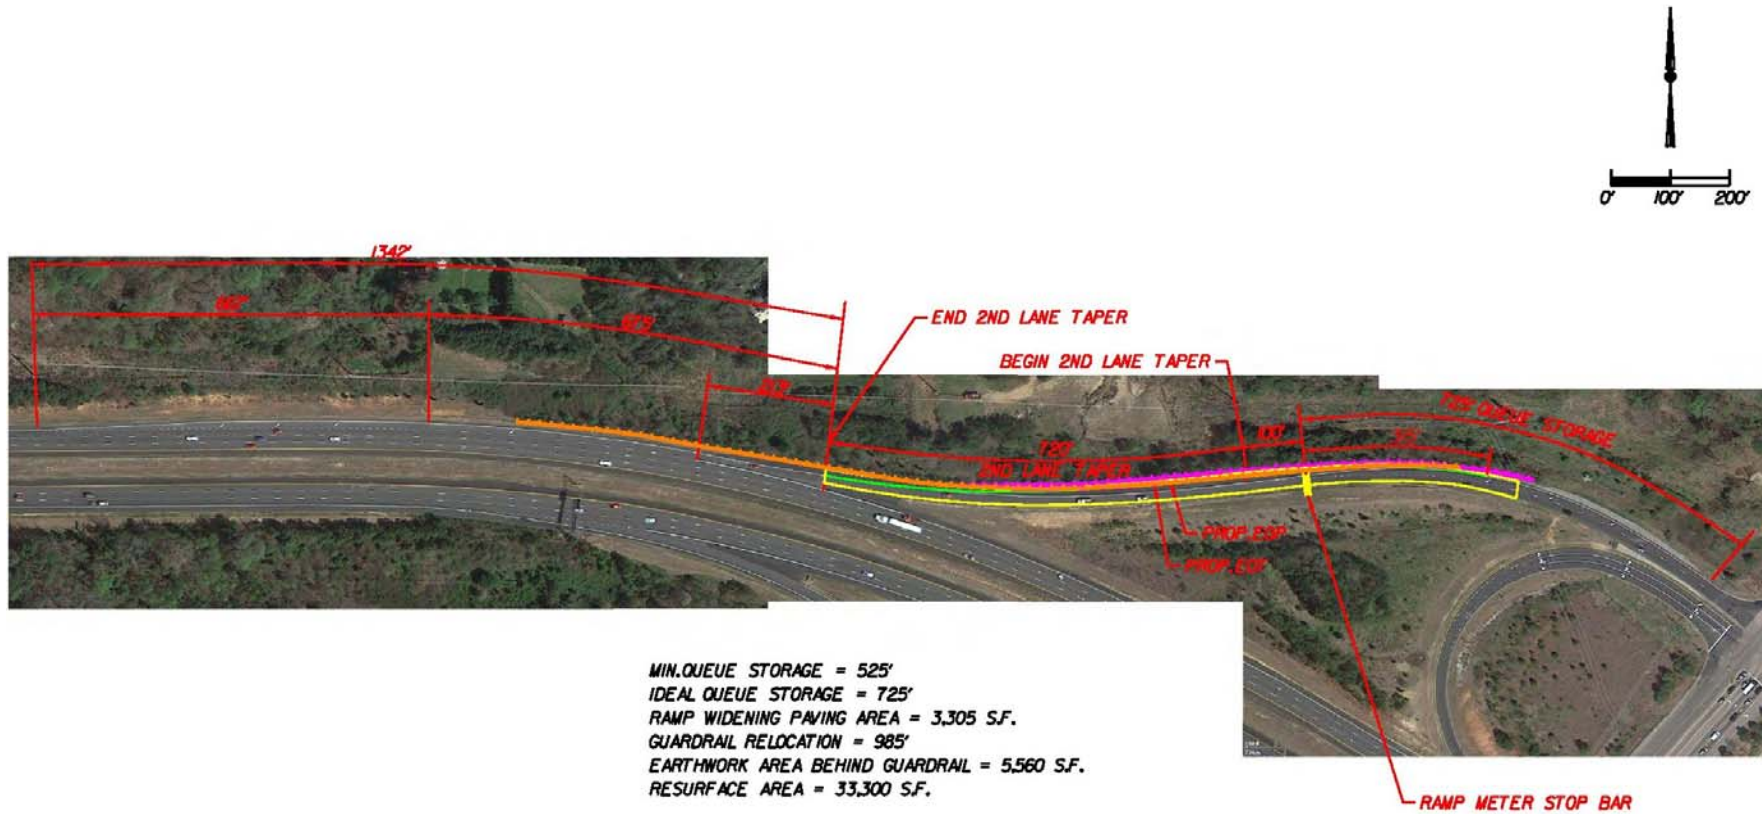 0' 100' 200'
1342'
625'
END 2ND LANE TAPER
BEGIN 2ND LANE TAPER
725' QUEUE STORAGE
100'
720'
2ND LANE TAPER
PROP. EOP
PROP. EOP
MIN. QUEUE STORAGE = 525'
IDEAL QUEUE STORAGE = 725'
RAMP WIDENING PAVING AREA = 3,305 S.F.
GUARDRAIL RELOCATION = 985'
EARTHWORK AREA BEHIND GUARDRAIL = 5,560 S.F.
RESURFACE AREA = 33,300 S.F.
RAMP METER STOP BAR